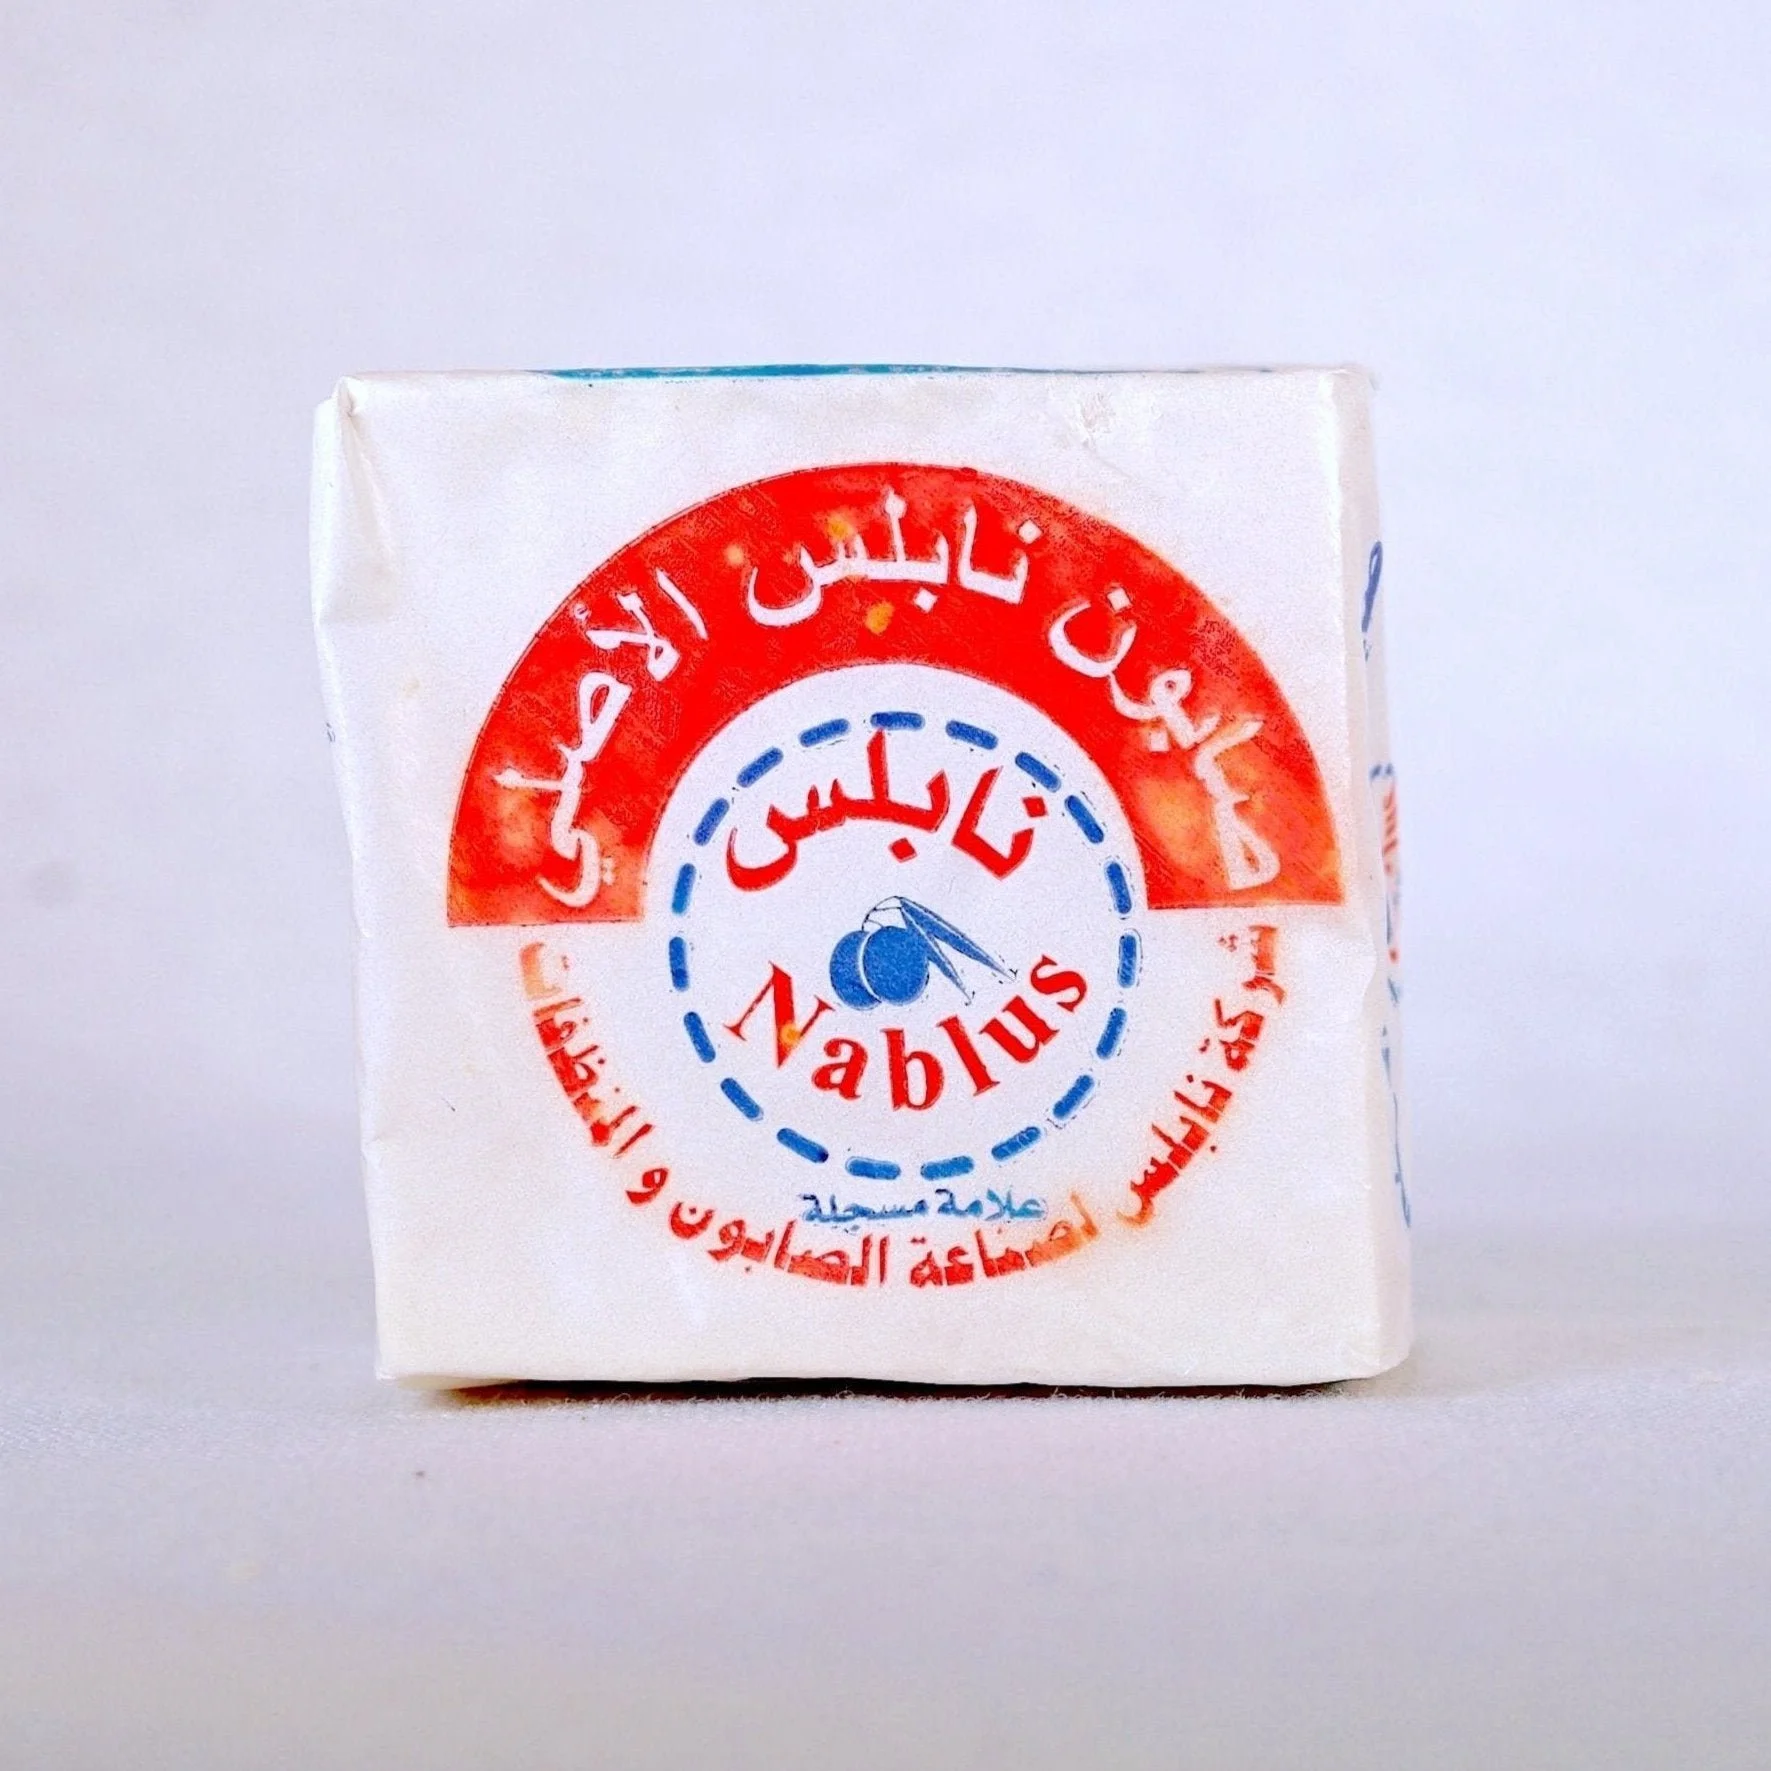 صابون نابلس الأصلي
نابلس
Nablus
علامة مسجلة
شركة نابلس لصناعة الصابون و المنظفات